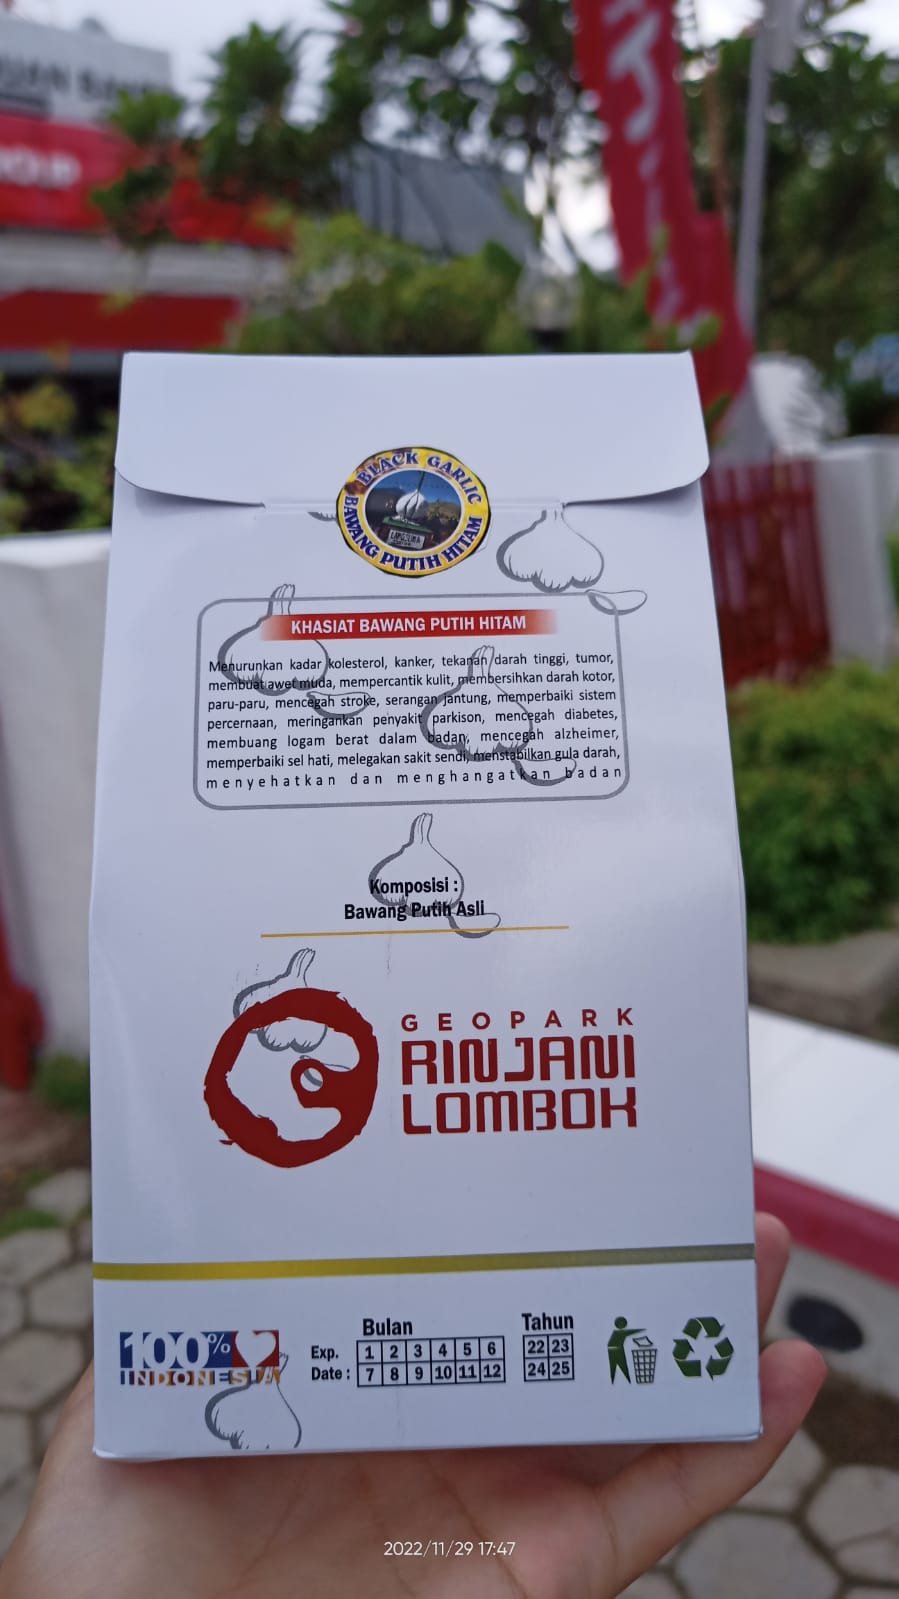 BLACK GARLIC
BAWANG PUTIH HITAM
KHASIAT BAWANG PUTIH HITAM
Menurunkan kadar kolesterol, kanker, tekanan darah tinggi, tumor,
membuat awet muda, mempercantik kulit, membersihkan darah kotor,
paru-paru, mencegah stroke, serangan jantung, memperbaiki sistem
percernaan, meringankan penyakit parkison, mencegah diabetes,
membuang logam berat dalam badan, mencegah alzheimer,
memperbaiki sel hati, melegakan sakit sendi, menstabilkan gula darah,
menyehatkan dan menghangatkan badan
Komposisi :
Bawang Putih Asli
GEOPARK
RINJANI
LOMBOK
100%
INDONESIA
Bulan
Tahun
Exp. 1 2 3 4 5 6 22 23
Date : 7 8 9 10 11 12 24 25
2022/11/29 17:47